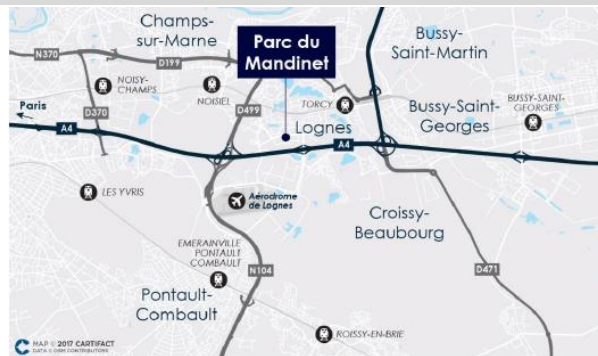 Champs-
sur-Marne
N370
D199
Parc du
Mandinet
Bussy-
Saint-Martin
NOISY-
CHAMPS
NOISIEL
D499
TORCY
Bussy-Saint-
Georges
BUSSY-SAINT-
GEORGES
Paris
D370
Lognes
A4
A4
LES YVRIS
Aérodrome
de Lognes
Croissy-
Beaubourg
EMERAINVILLE
PONTAULT
COMBAULT
N104
D471
Pontault-
Combault
ROISSY-EN-BRIE
MAP © 2017 CARTIFACT
DATA © OSM CONTRIBUTORS